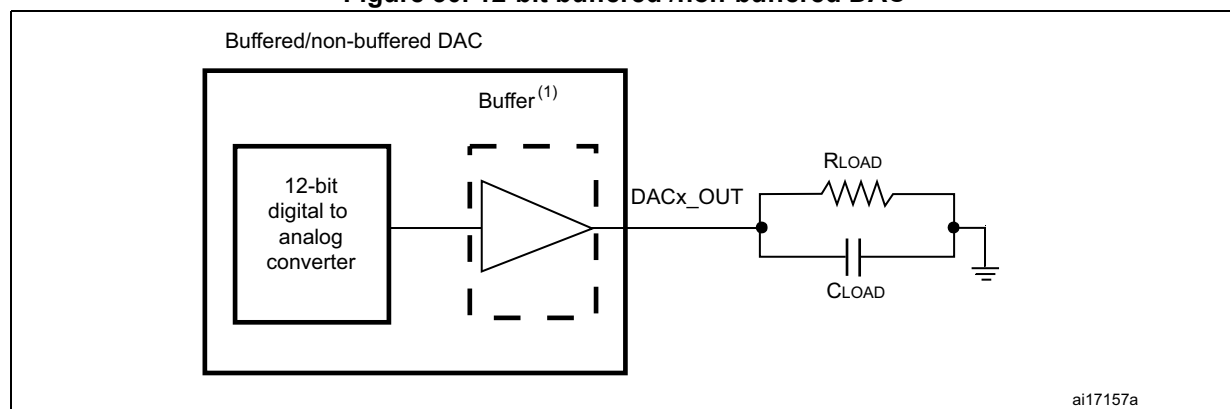 Buffered/non-buffered DAC
Buffer(1)
12-bit
digital to
analog
converter
DACx_OUT
RLOAD
CLOAD
ai17157a